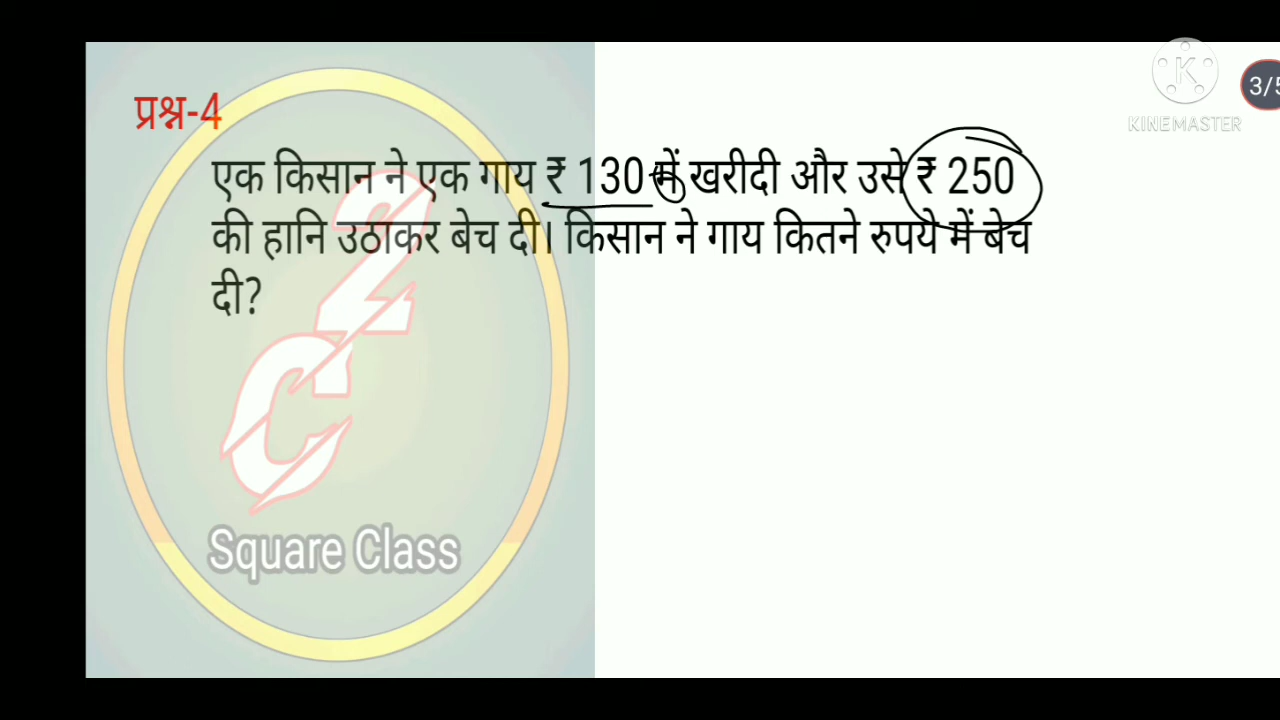 KINEMASTER
3/5
प्रश्न-4
एक किसान ने एक गाय ₹ 130 में खरीदी और उसे ₹ 250
की हानि उठाकर बेच दी। किसान ने गाय कितने रुपये में बेच
दी?
Square Class